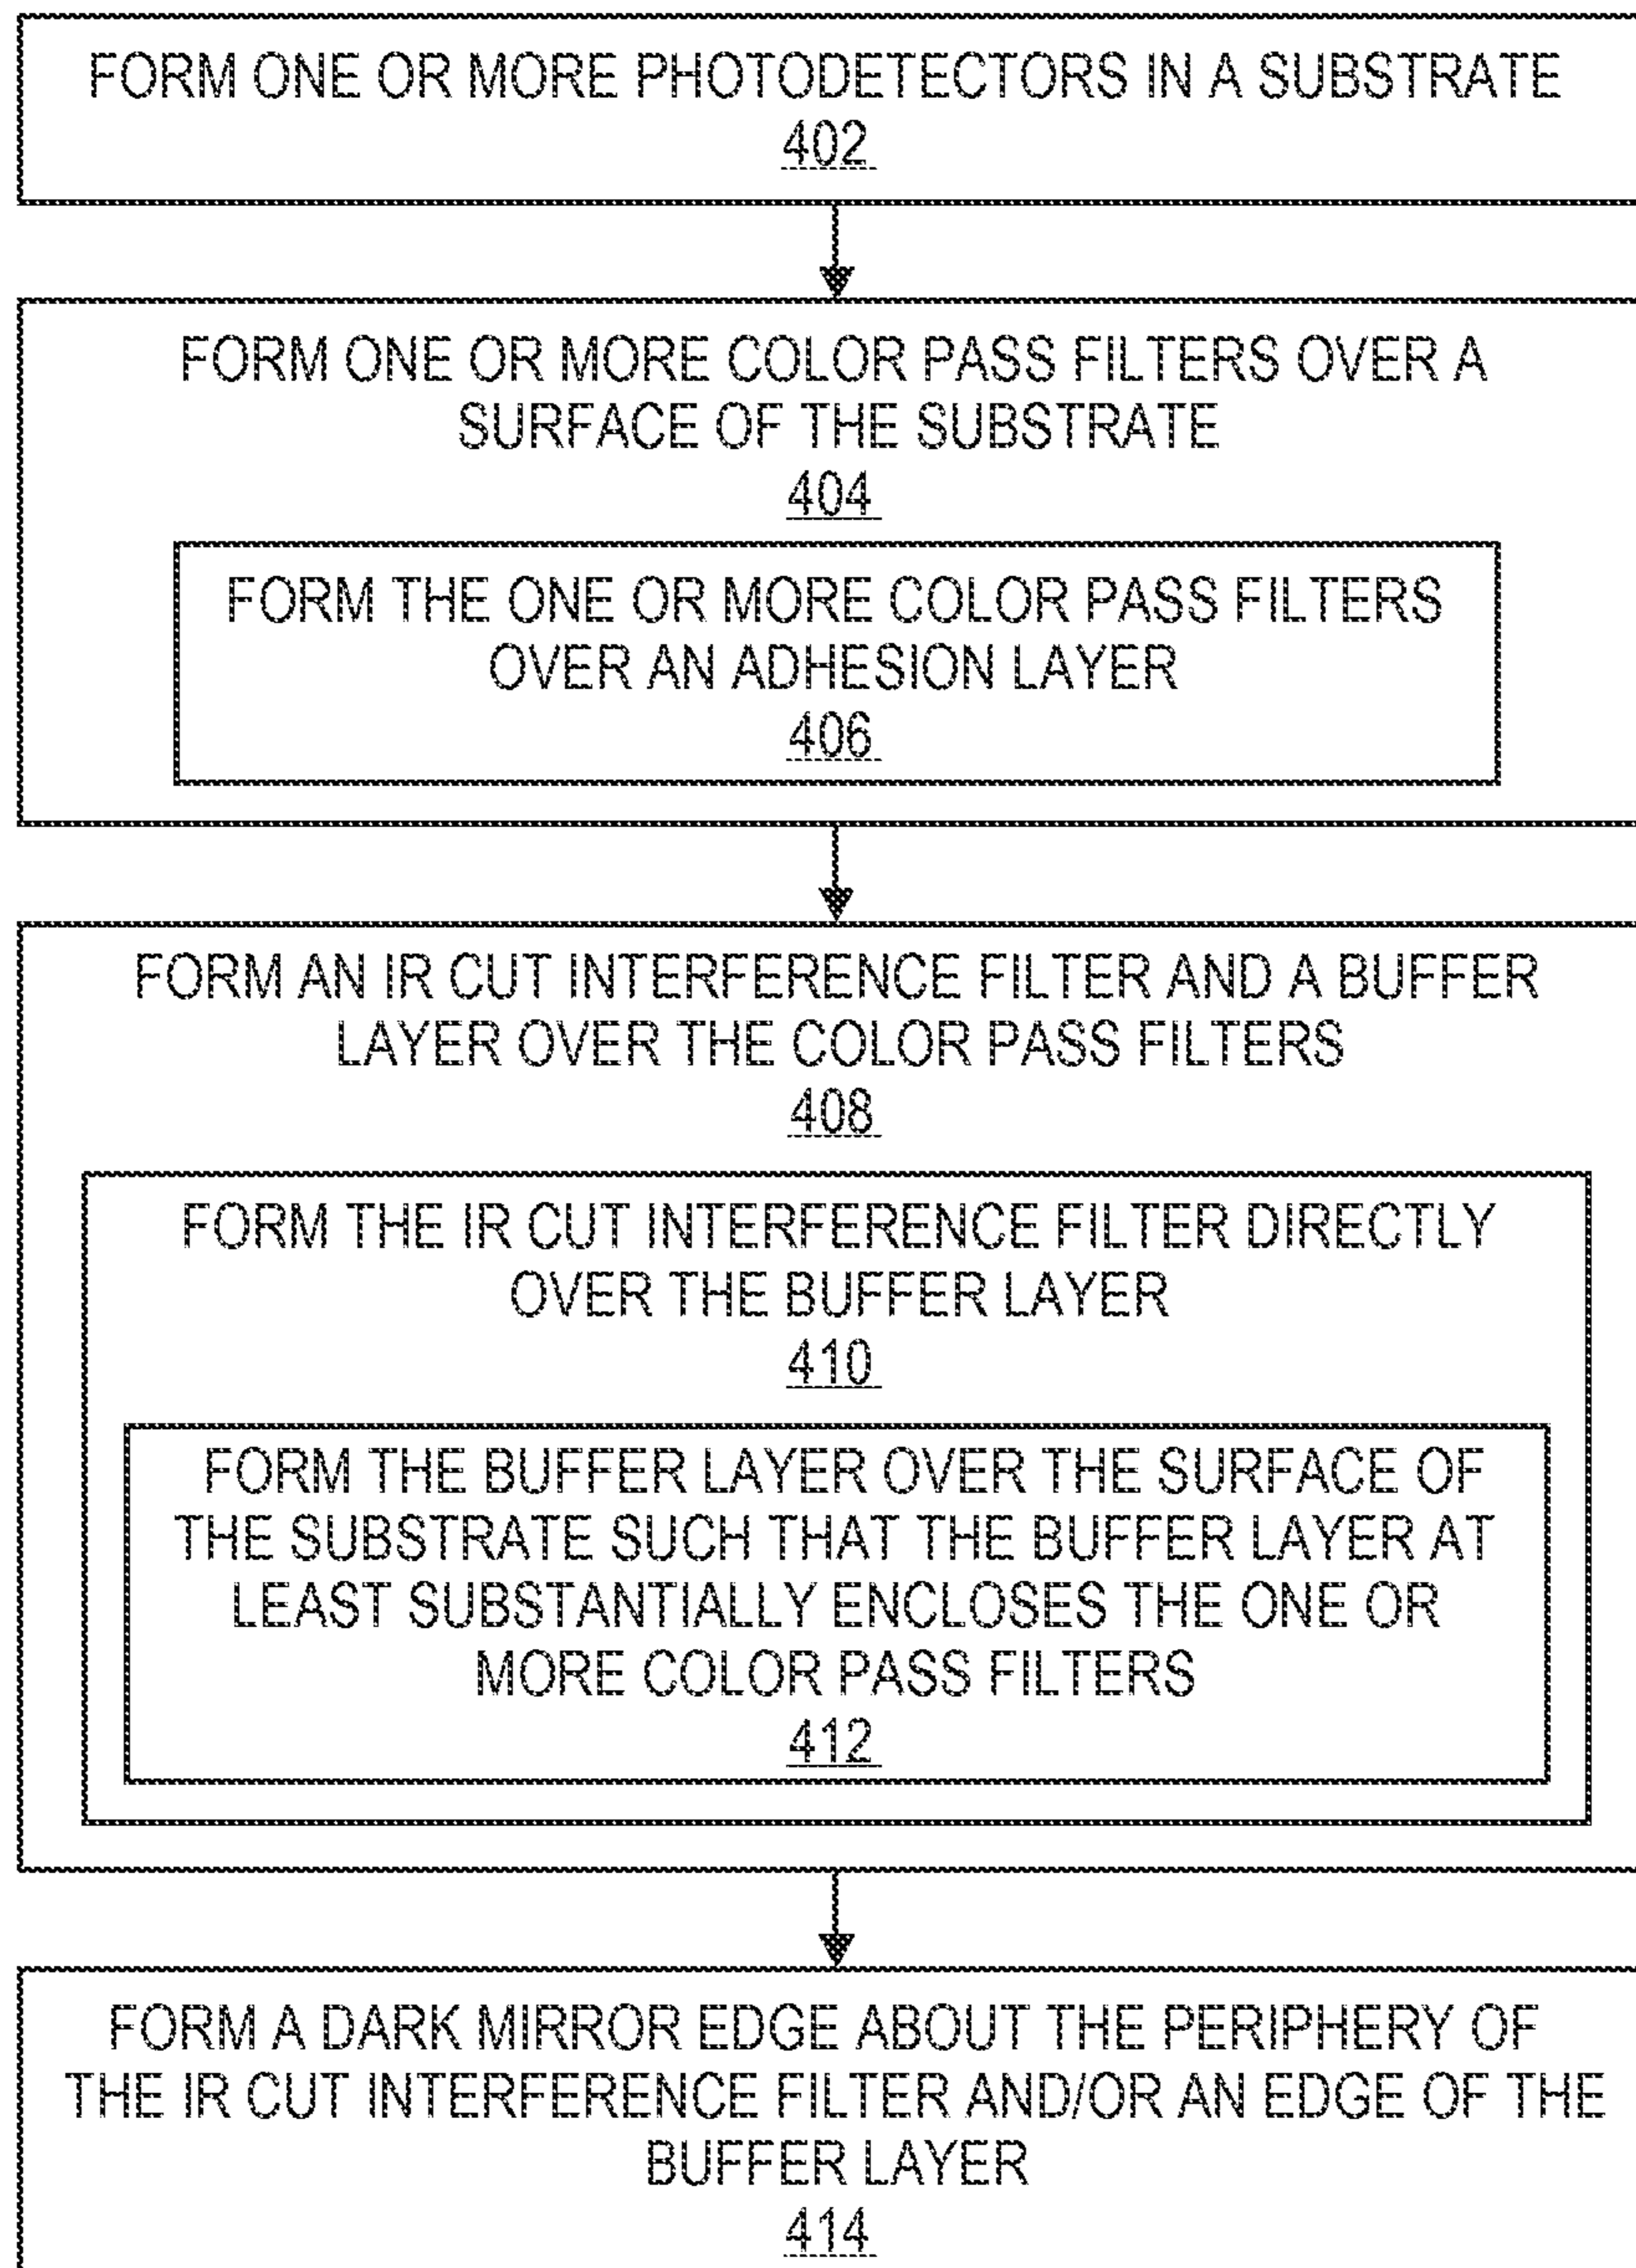 FORM ONE OR MORE PHOTODETECTORS IN A SUBSTRATE
402
FORM ONE OR MORE COLOR PASS FILTERS OVER A
SURFACE OF THE SUBSTRATE
404
FORM THE ONE OR MORE COLOR PASS FILTERS
OVER AN ADHESION LAYER
406
FORM AN IR CUT INTERFERENCE FILTER AND A BUFFER
LAYER OVER THE COLOR PASS FILTERS
408
FORM THE IR CUT INTERFERENCE FILTER DIRECTLY
OVER THE BUFFER LAYER
410
FORM THE BUFFER LAYER OVER THE SURFACE OF
THE SUBSTRATE SUCH THAT THE BUFFER LAYER AT
LEAST SUBSTANTIALLY ENCLOSES THE ONE OR
MORE COLOR PASS FILTERS
412
FORM A DARK MIRROR EDGE ABOUT THE PERIPHERY OF
THE IR CUT INTERFERENCE FILTER AND/OR AN EDGE OF THE
BUFFER LAYER
414